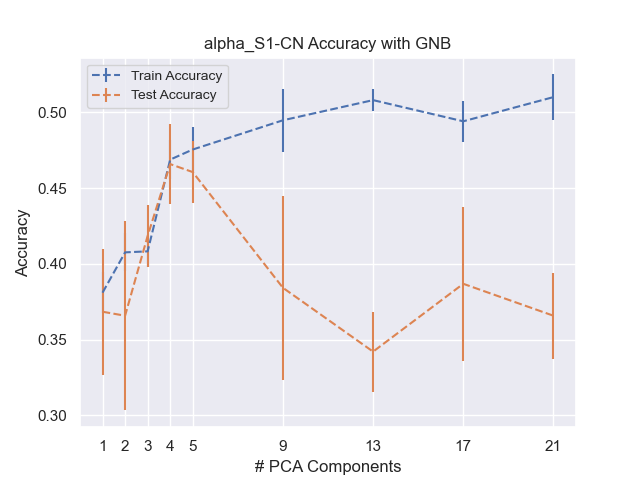 alpha_S1-CN Accuracy with GNB
Train Accuracy
Test Accuracy
0.50
0.45
0.40
0.35
0.30
Accuracy
1 2 3 4 5 9 13 17 21
# PCA Components